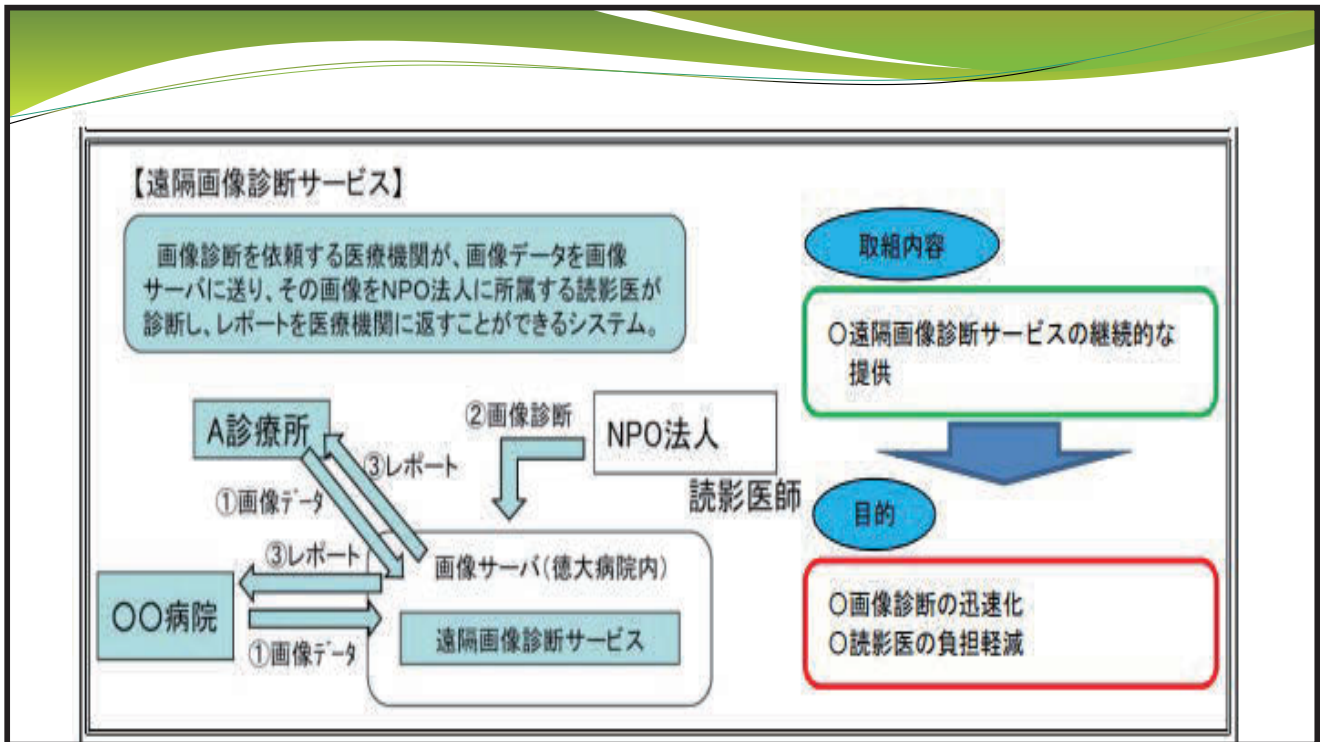 【遠隔画像診断サービス】
画像診断を依頼する医療機関が、画像データを画像
サーバに送り、その画像をNPO法人に所属する読影医が
診断し、レポートを医療機関に返すことができるシステム。
A診療所
②画像診断
NPO法人
読影医師
③レポート
①画像ﾃﾞｰﾀ
③レポート
〇〇病院
①画像ﾃﾞｰﾀ
画像サーバ(徳大病院内)
遠隔画像診断サービス
取組内容
〇遠隔画像診断サービスの継続的な
提供
目的
〇画像診断の迅速化
〇読影医の負担軽減